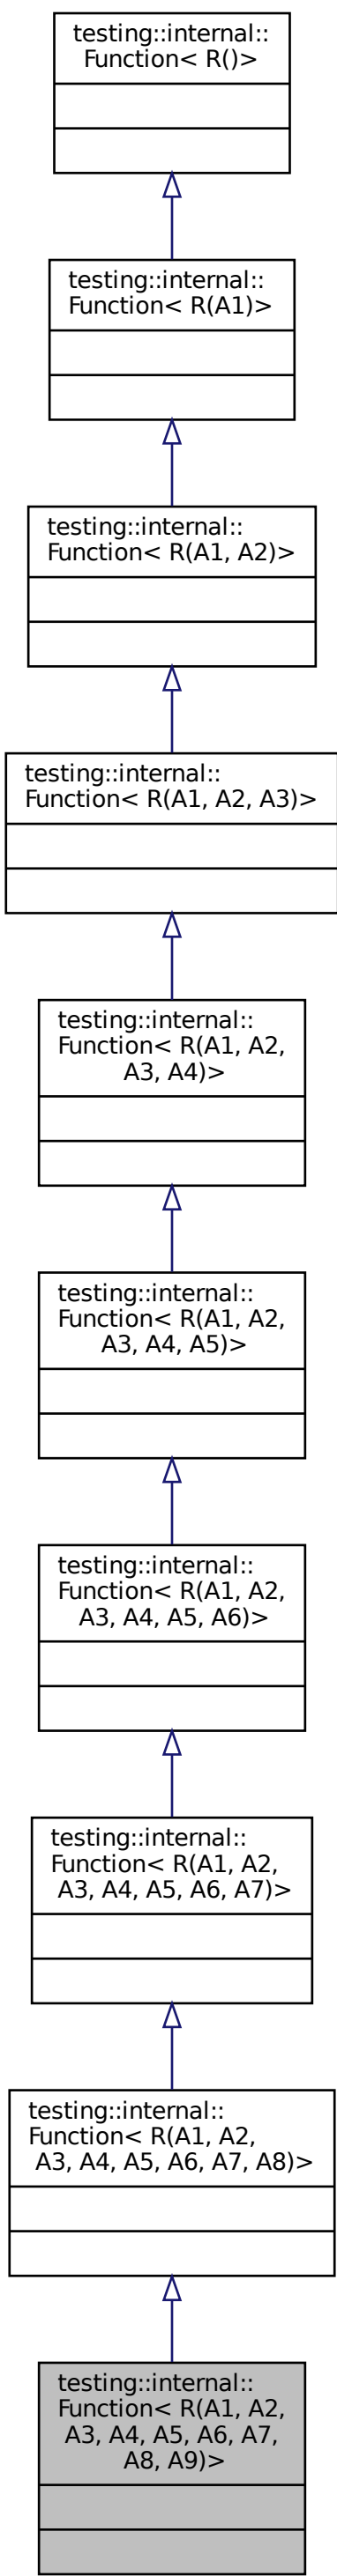 testing::internal::
Function< R()>
testing::internal::
Function< R(A1)>
testing::internal::
Function< R(A1, A2)>
testing::internal::
Function< R(A1, A2, A3)>
testing::internal::
Function< R(A1, A2,
A3, A4)>
testing::internal::
Function< R(A1, A2,
A3, A4, A5)>
testing::internal::
Function< R(A1, A2,
A3, A4, A5, A6)>
testing::internal::
Function< R(A1, A2,
A3, A4, A5, A6, A7)>
testing::internal::
Function< R(A1, A2,
A3, A4, A5, A6, A7, A8)>
testing::internal::
Function< R(A1, A2,
A3, A4, A5, A6, A7,
A8, A9)>